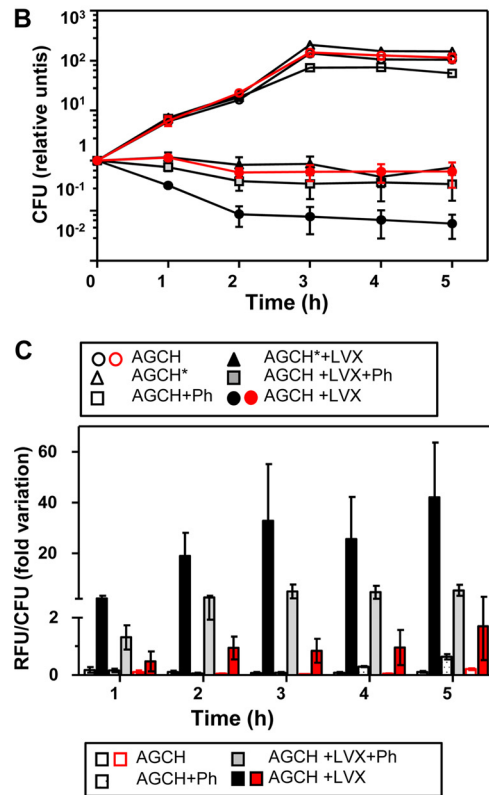 B
10³
10²
10¹
1
10⁻¹
10⁻²
CFU (relative untis)
0 1 2 3 4 5
Time (h)
C
AGCH AGCH*+LVX
AGCH* AGCH +LVX+Ph
AGCH+Ph AGCH +LVX
60
40
20
2
0
RFU/CFU (fold variation)
1 2 3 4 5
Time (h)
AGCH AGCH +LVX+Ph
AGCH+Ph AGCH +LVX